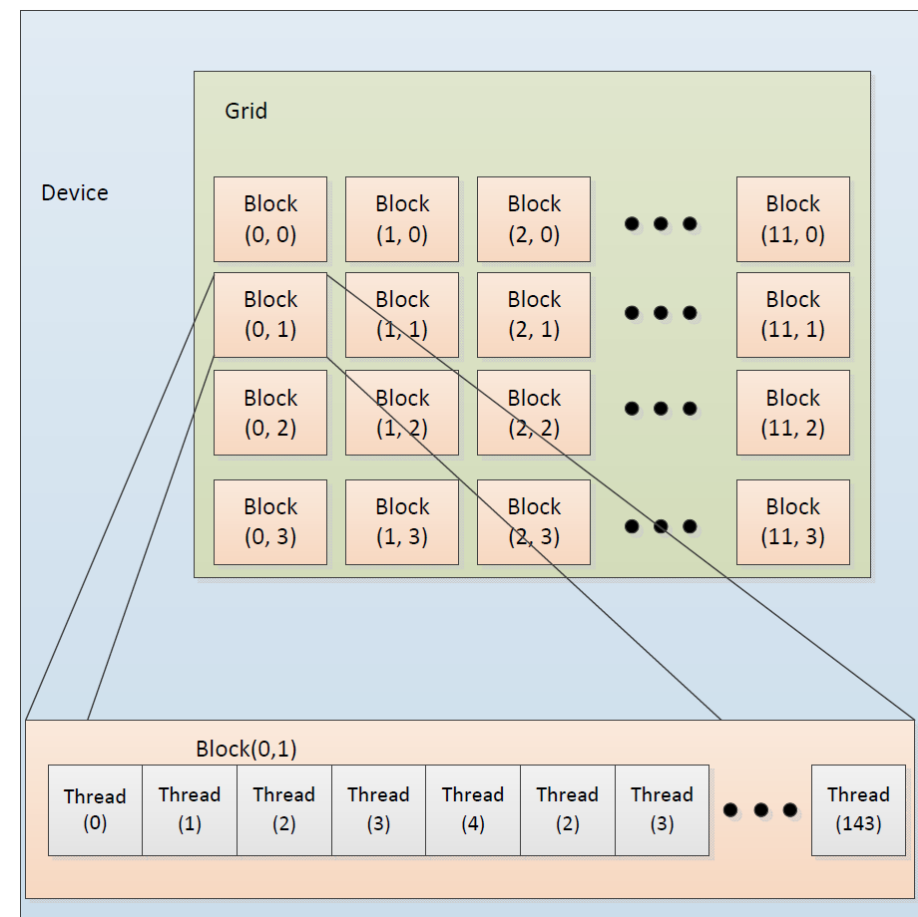 Grid
Device
Block Block Block Block
(0, 0) (1, 0) (2, 0) (11, 0)
Block Block Block Block
(0, 1) (1, 1) (2, 1) (11, 1)
Block Block Block Block
(0, 2) (1, 2) (2, 2) (11, 2)
Block Block Block Block
(0, 3) (1, 3) (2, 3) (11, 3)
Block(0,1)
Thread Thread Thread Thread Thread Thread Thread Thread
(0) (1) (2) (3) (4) (2) (3) (143)